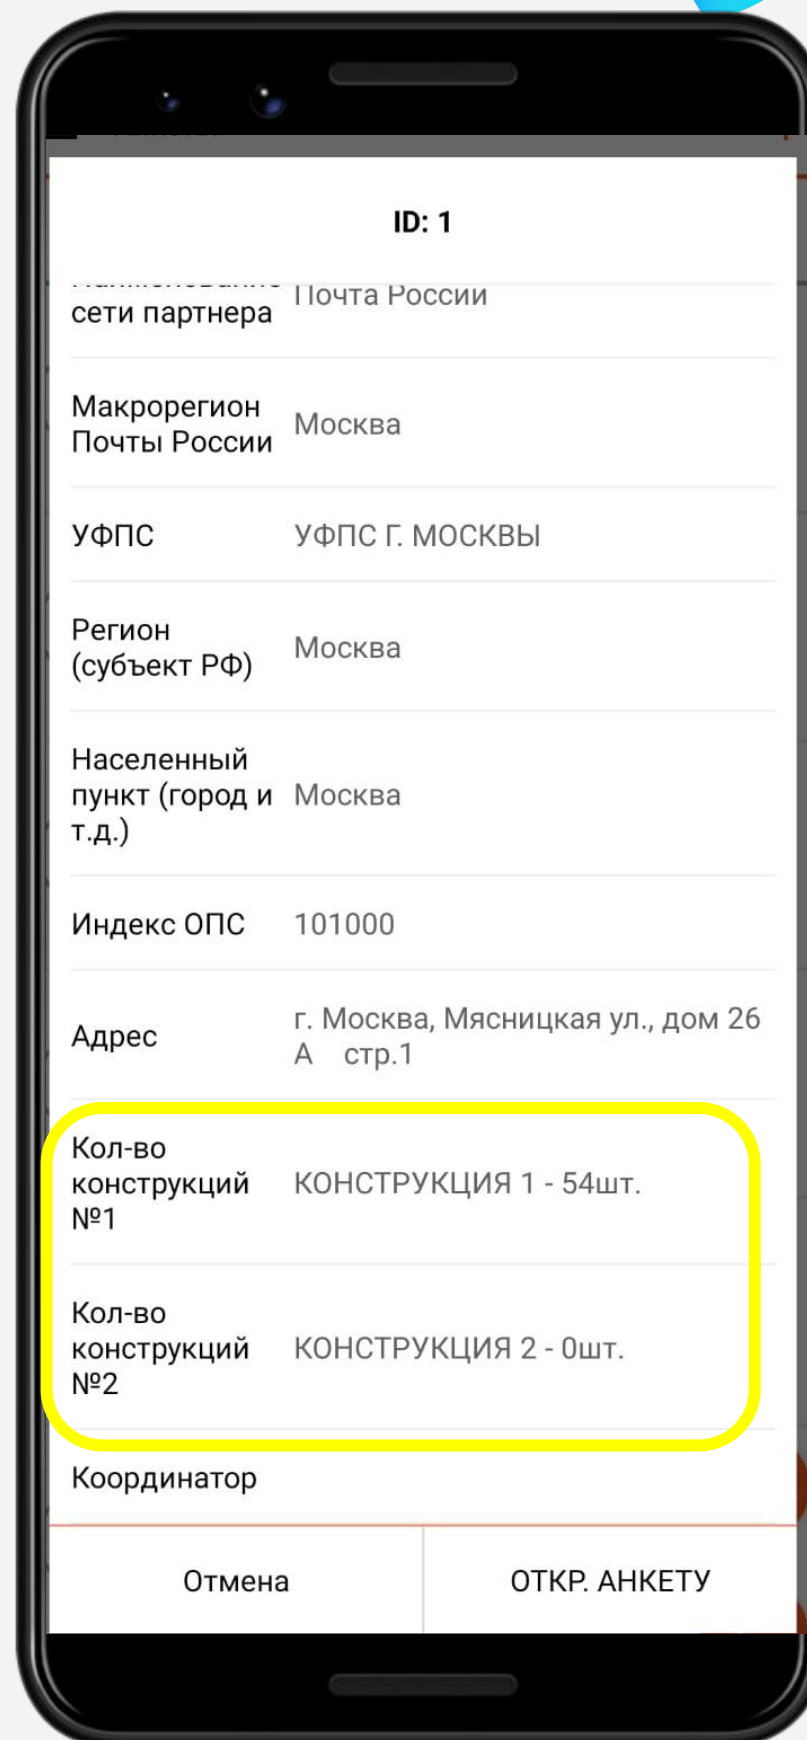 ID: 1
сети партнера
Почта России
Макрорегион
Почты России
Москва
УФПС
УФПС Г. МОСКВЫ
Регион
(субъект РФ)
Москва
Населенный
пункт (город и
т.д.)
Москва
Индекс ОПС
101000
Адрес
г. Москва, Мясницкая ул., дом 26
А стр.1
Кол-во
конструкций
№1
КОНСТРУКЦИЯ 1 - 54шт.
Кол-во
конструкций
№2
КОНСТРУКЦИЯ 2 - 0шт.
Координатор
Отмена
ОТКР. АНКЕТУ